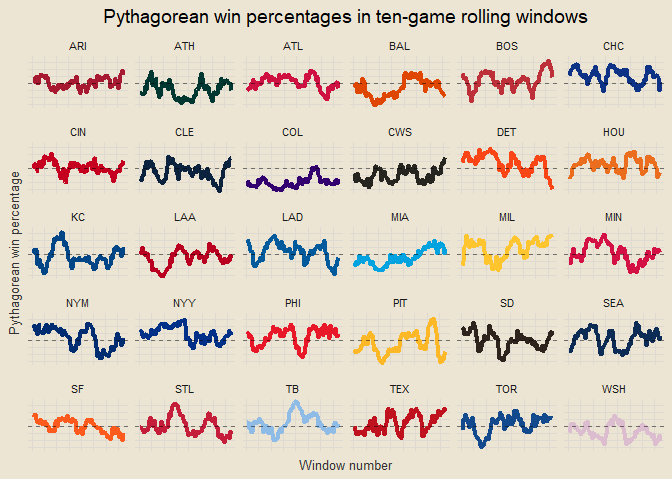 Pythagorean win percentages in ten-game rolling windows
ARI ATH ATL BAL BOS CHC
CIN CLE COL CWS DET HOU
KC LAA LAD MIA MIL MIN
NYM NYY PHI PIT SD SEA
SF STL TB TEX TOR WSH
Pythagorean win percentage
Window number